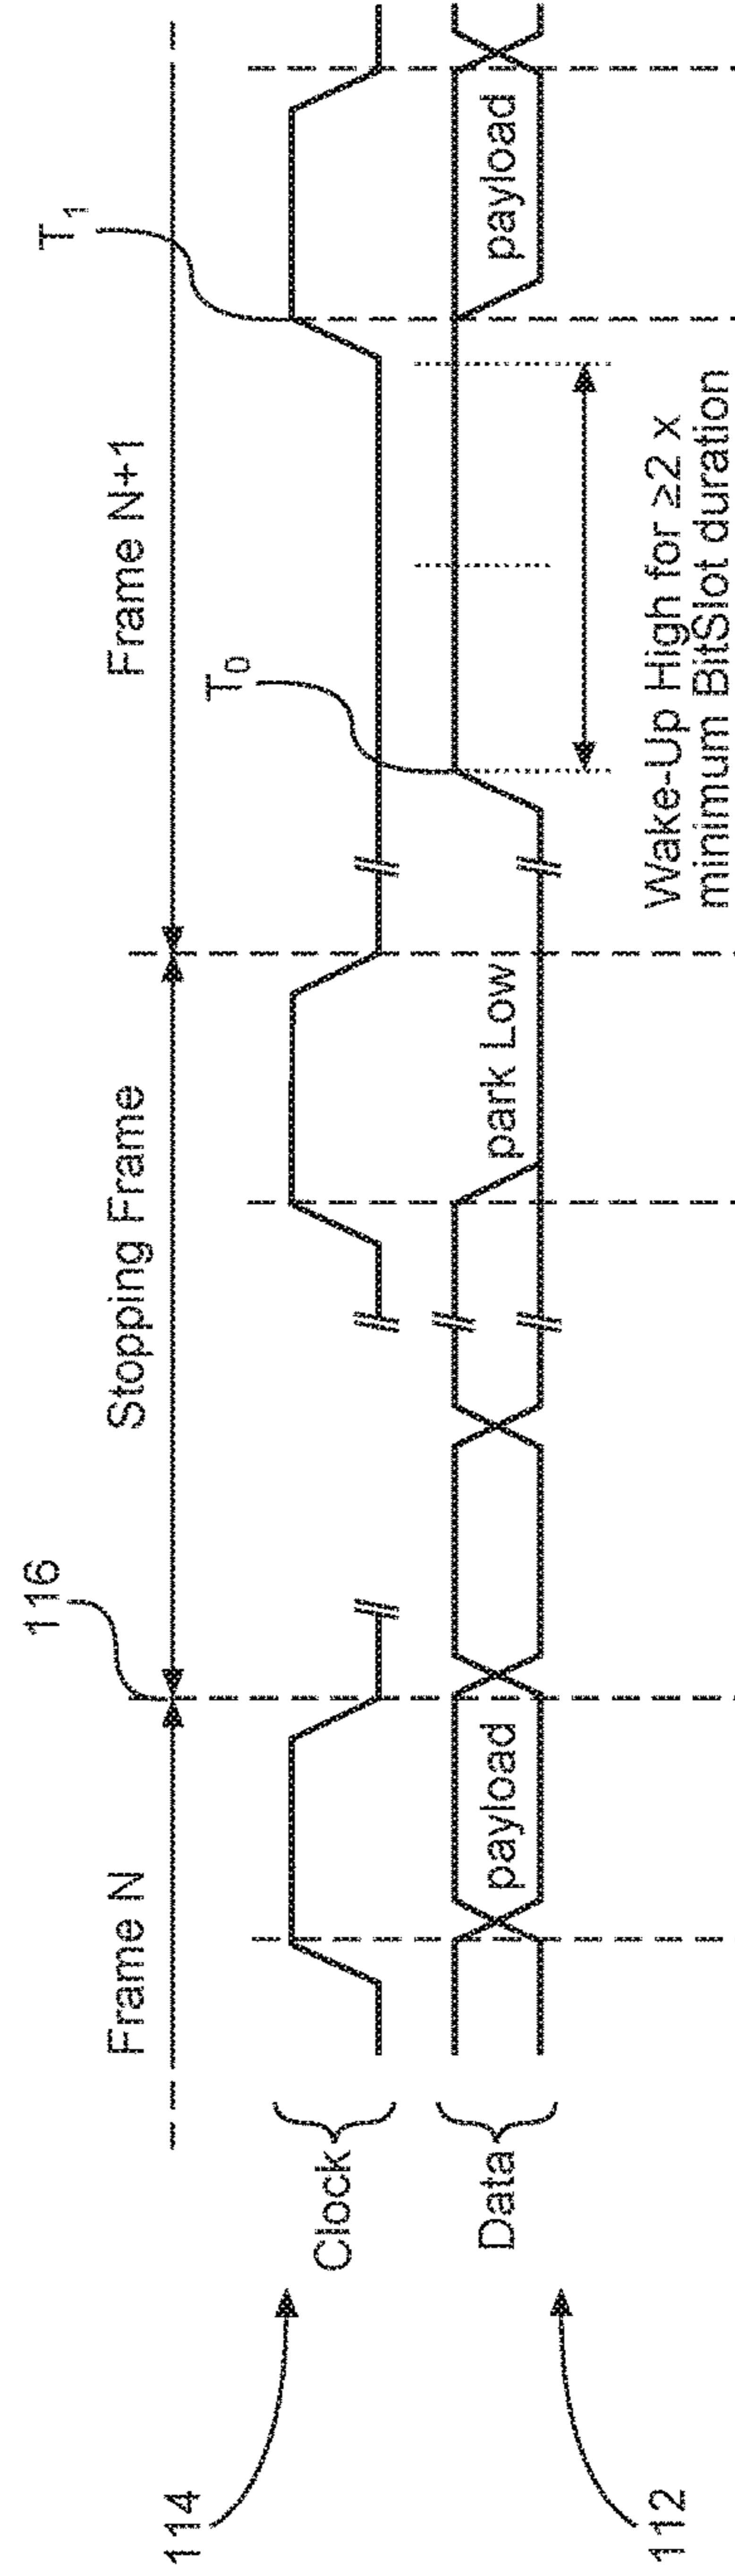 116
T1
Frame N
Stopping Frame
Frame N+1
T0
114
Clock
Data
payload
park Low
payload
112
Wake-Up High for ≥2 x
minimum BitSlot duration